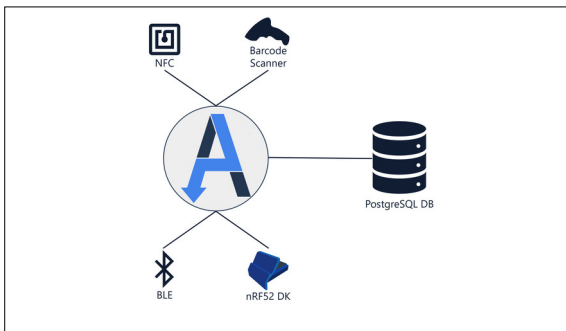 Barcode
Scanner
NFC
PostgreSQL DB
BLE
nRF52 DK